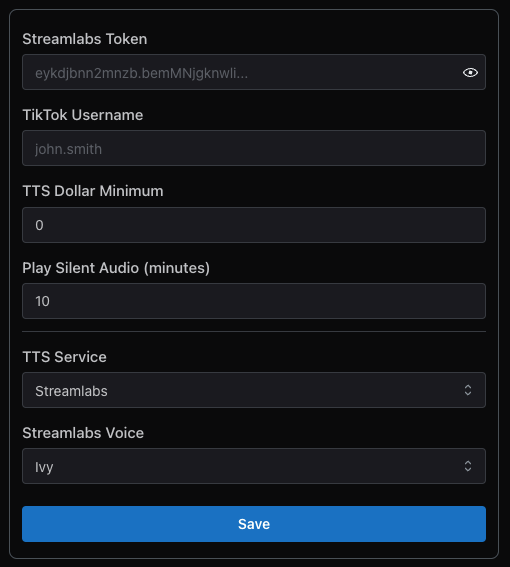 Streamlabs Token
eykdjbnn2mnzb.bemMNjgknwli...
TikTok Username
john.smith
TTS Dollar Minimum
0
Play Silent Audio (minutes)
10
TTS Service
Streamlabs
Streamlabs Voice
Ivy
Save